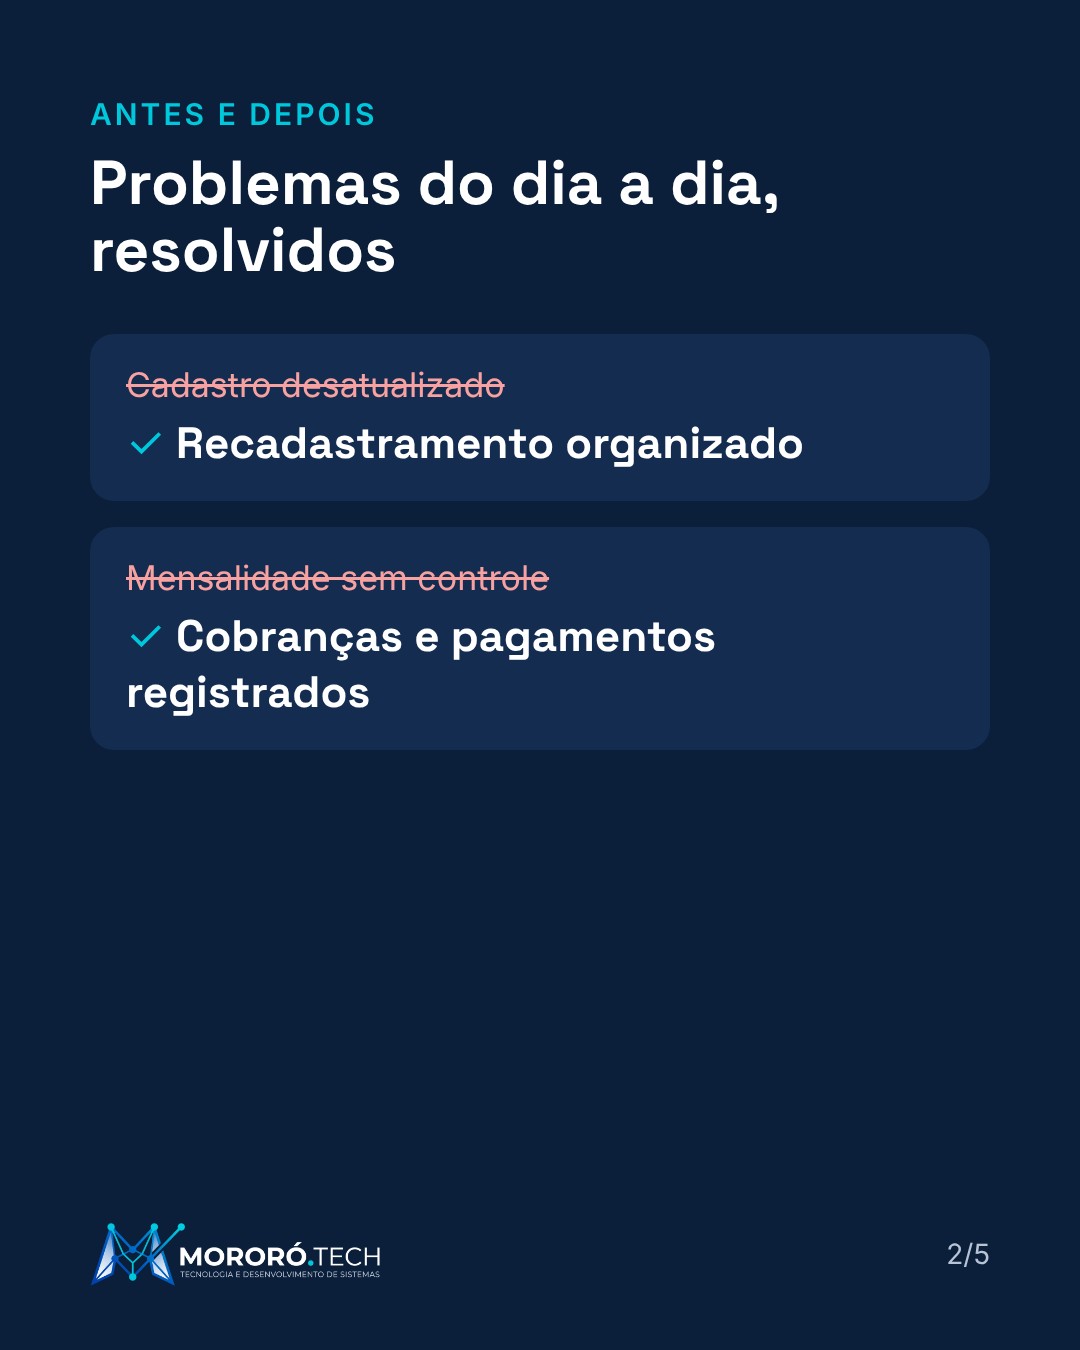 ANTES E DEPOIS
Problemas do dia a dia,
resolvidos
Cadastro desatualizado
✓ Recadastramento organizado
Mensalidade sem controle
✓ Cobranças e pagamentos
registrados
MORORÓ.TECH
TECNOLOGIA E DESENVOLVIMENTO DE SISTEMAS
2/5